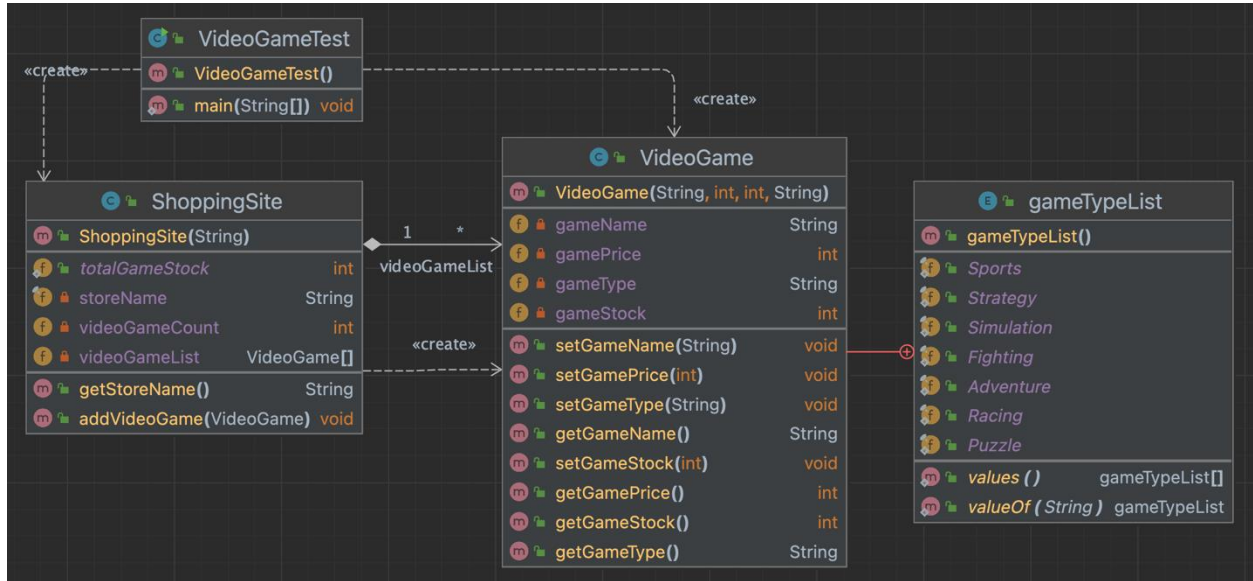 VideoGameTest
VideoGameTest()
main(String[]) void
«create»
«create»
ShoppingSite
ShoppingSite(String)
totalGameStock int
storeName String
videoGameCount int
videoGameList VideoGame[]
getStoreName() String
addVideoGame(VideoGame) void
1 *
videoGameList
«create»
VideoGame
VideoGame(String, int, int, String)
gameName String
gamePrice int
gameType String
gameStock int
setGameName(String) void
setGamePrice(int) void
setGameType(String) void
getGameName() String
setGameStock(int) void
getGamePrice() int
getGameStock() int
getGameType() String
gameTypeList
gameTypeList()
Sports
Strategy
Simulation
Fighting
Adventure
Racing
Puzzle
values () gameTypeList[]
valueOf ( String ) gameTypeList